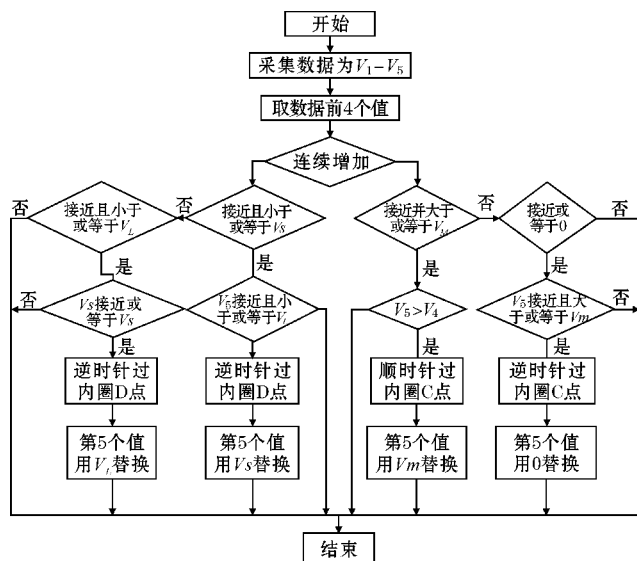 开始
采集数据为V₁-V₅
取数据前4个值
连续增加
否
接近且小于
或等于V_L
否
接近且小于
或等于Vs
接近并大于
或等于V_M
否
接近或
等于0
否
是
是
是
是
否
Vs接近或
等于Vs
V₅接近且小
于或等于V_L
V₅>V₄
V₅接近且大
于或等于Vm
否
是
是
是
是
逆时针过
内圈D点
逆时针过
内圈D点
顺时针过
内圈C点
逆时针过
内圈C点
第5个值
用V_L替换
第5个值
用Vs替换
第5个值
用Vm替换
第5个值
用0替换
结束